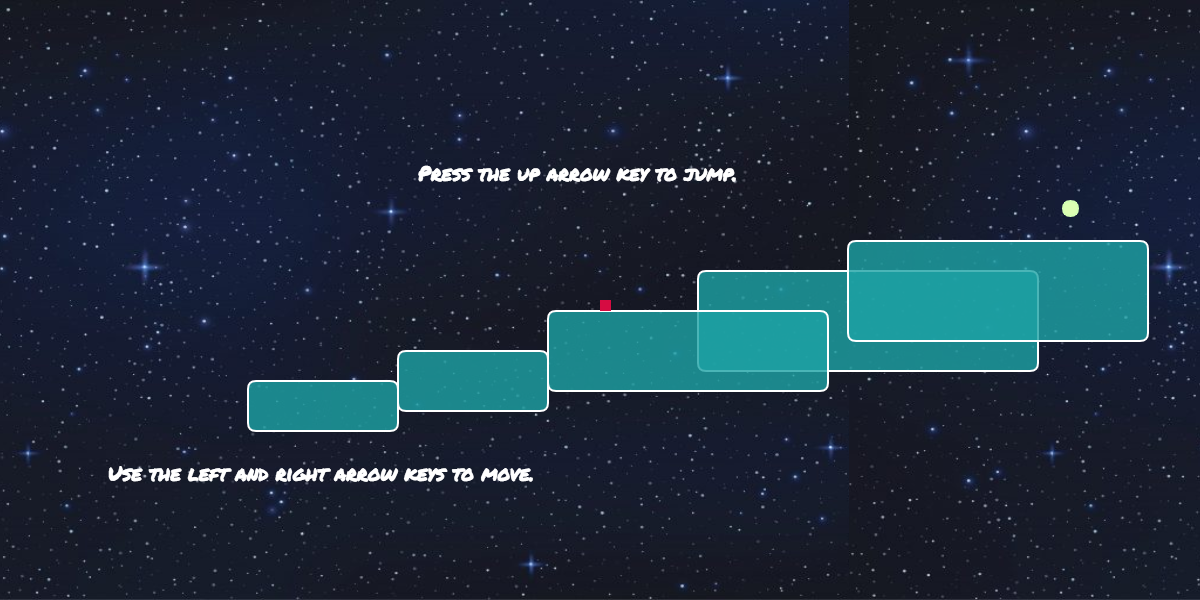 Press the up arrow key to jump.
Use the left and right arrow keys to move.